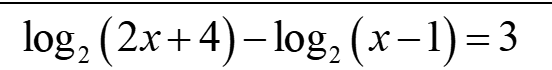 log₂ (2x+4) − log₂ (x−1) = 3